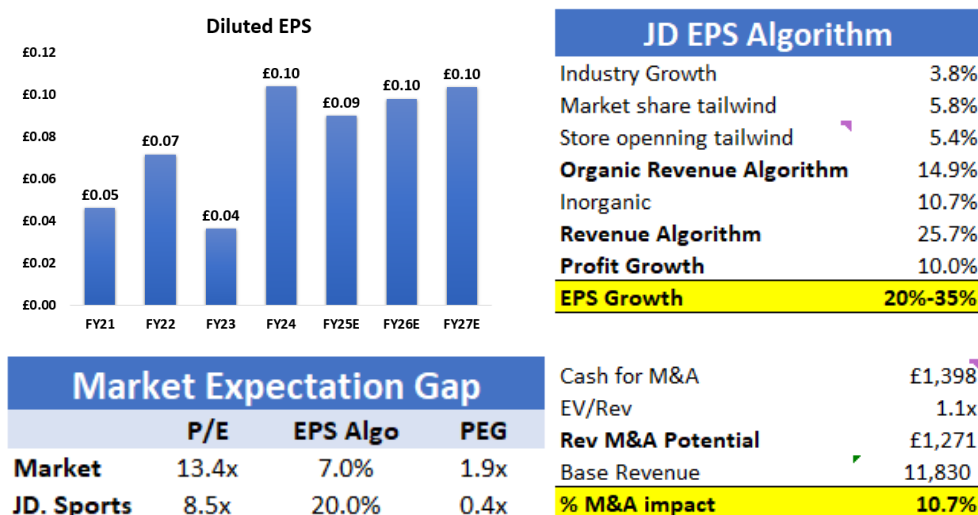 Diluted EPS
£0.12
£0.10
£0.08
£0.06
£0.04
£0.02
£0.00
£0.05
£0.07
£0.04
£0.10
£0.09
£0.10
£0.10
FY21 FY22 FY23 FY24 FY25E FY26E FY27E
JD EPS Algorithm
Industry Growth 3.8%
Market share tailwind 5.8%
Store openning tailwind 5.4%
Organic Revenue Algorithm 14.9%
Inorganic 10.7%
Revenue Algorithm 25.7%
Profit Growth 10.0%
EPS Growth 20%-35%
Market Expectation Gap
P/E EPS Algo PEG
Market 13.4x 7.0% 1.9x
JD. Sports 8.5x 20.0% 0.4x
Cash for M&A £1,398
EV/Rev 1.1x
Rev M&A Potential £1,271
Base Revenue 11,830
% M&A impact 10.7%